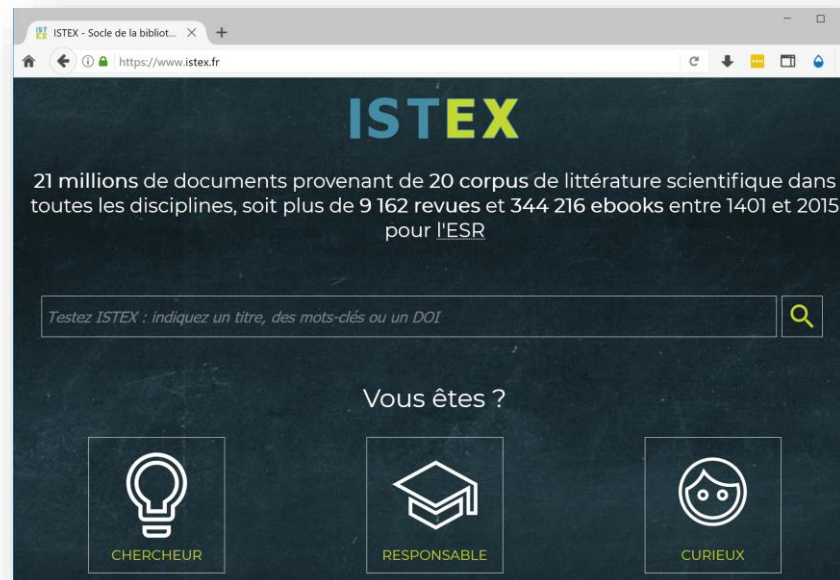 ISTEX - Socle de la bibliot...
https://www.istex.fr
ISTEX
21 millions de documents provenant de 20 corpus de littérature scientifique dans
toutes les disciplines, soit plus de 9 162 revues et 344 216 ebooks entre 1401 et 2015
pour l'ESR
Testez ISTEX : indiquez un titre, des mots-clés ou un DOI
Vous êtes ?
CHERCHEUR
RESPONSABLE
CURIEUX